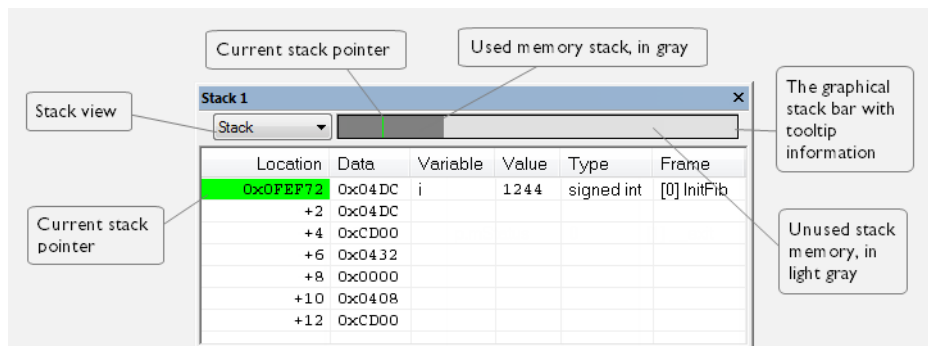 Current stack
pointer
Used memory stack, in gray
The graphical
stack bar with
tooltip
information
Stack view
Stack 1
×
Stack
Location Data Variable Value Type Frame
0x0FEF72 0x04DC i 1244 signed int [0] InitFib
+2 0x04DC
+4 0xCD00
+6 0x0432
+8 0x0000
+10 0x0408
+12 0xCD00
Current stack
pointer
Unused stack
memory, in
light gray